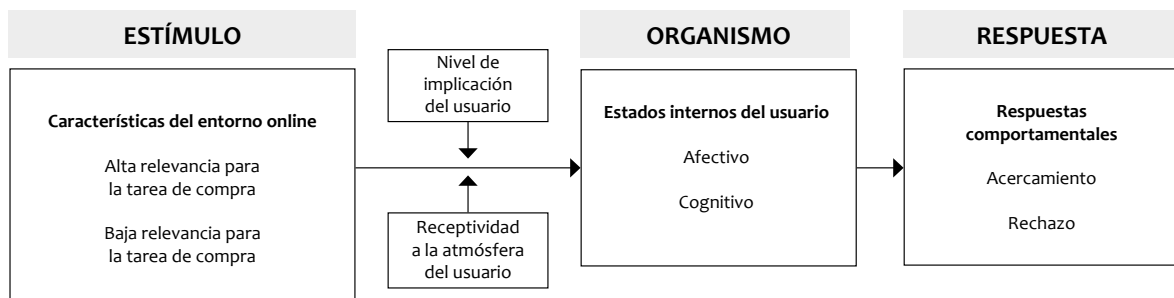 ESTÍMULO
Características del entorno online
Alta relevancia para
la tarea de compra
Baja relevancia para
la tarea de compra
Nivel de
implicación
del usuario
Receptividad
a la atmósfera
del usuario
ORGANISMO
Estados internos del usuario
Afectivo
Cognitivo
RESPUESTA
Respuestas
comportamentales
Acercamiento
Rechazo